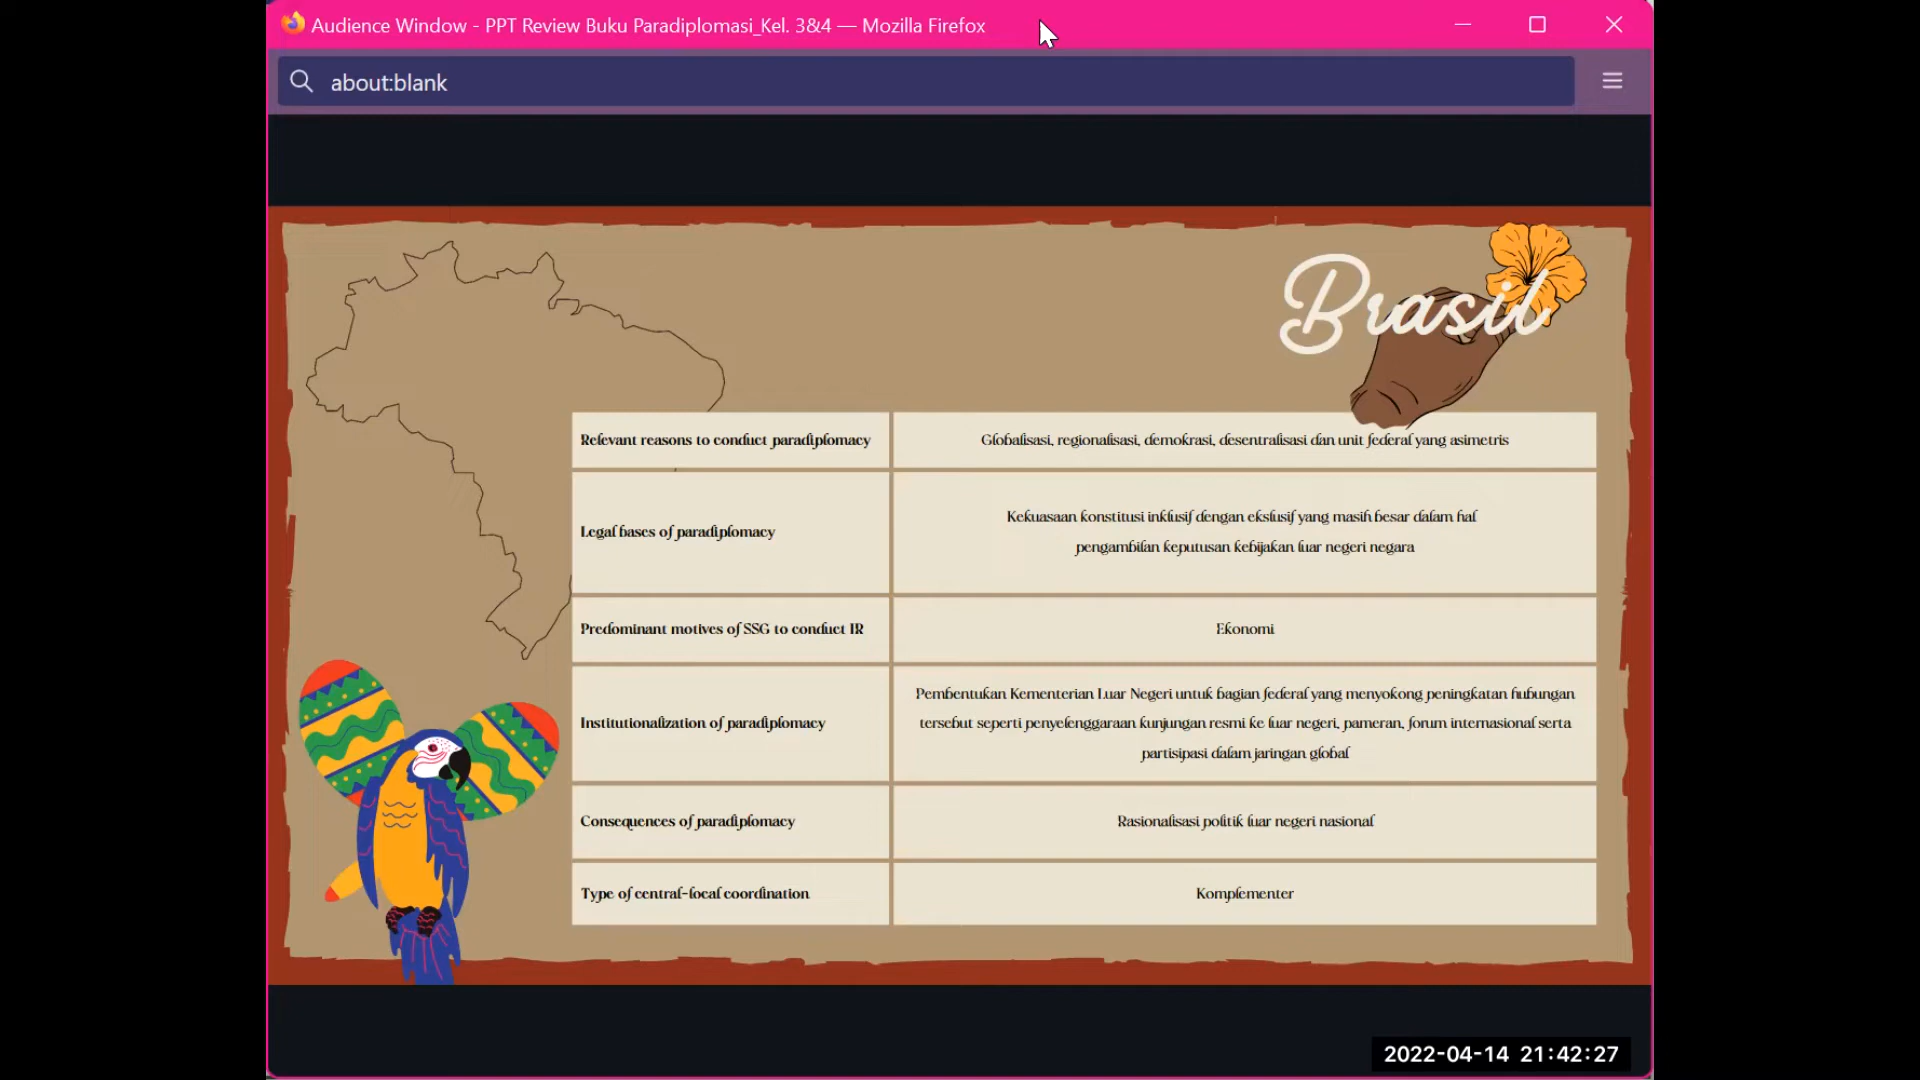 Audience Window - PPT Review Buku Paradiplomasi_Kel. 3&4 — Mozilla Firefox
about:blank
Brasil
Relevant reasons to conduct paradiplomacy
Globalisasi, regionalisasi, demokrasi, desentralisasi dan unit federal yang asimetris
Legal bases of paradiplomacy
Kekuasaan konstitusi inklusif dengan ekslusif yang masih besar dalam hal
pengambilan keputusan kebijakan luar negeri negara
Predominant motives of SSG to conduct IR
Ekonomi
Institutionalization of paradiplomacy
Pembentukan Kementerian Luar Negeri untuk bagian federal yang menyokong peningkatan hubungan
tersebut seperti penyelenggaraan kunjungan resmi ke luar negeri, pameran, forum internasional serta
partisipasi dalam jaringan global
Consequences of paradiplomacy
Rasionalisasi politik luar negeri nasional
Type of central-local coordination
Komplementer
2022-04-14 21:42:27